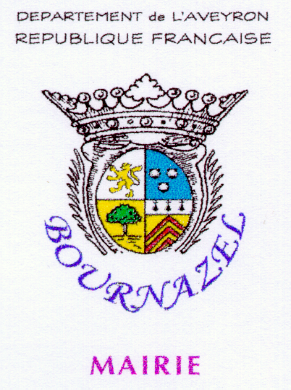 DEPARTEMENT de L'AVEYRON
REPUBLIQUE FRANCAISE
BOURNAZEL
MAIRIE